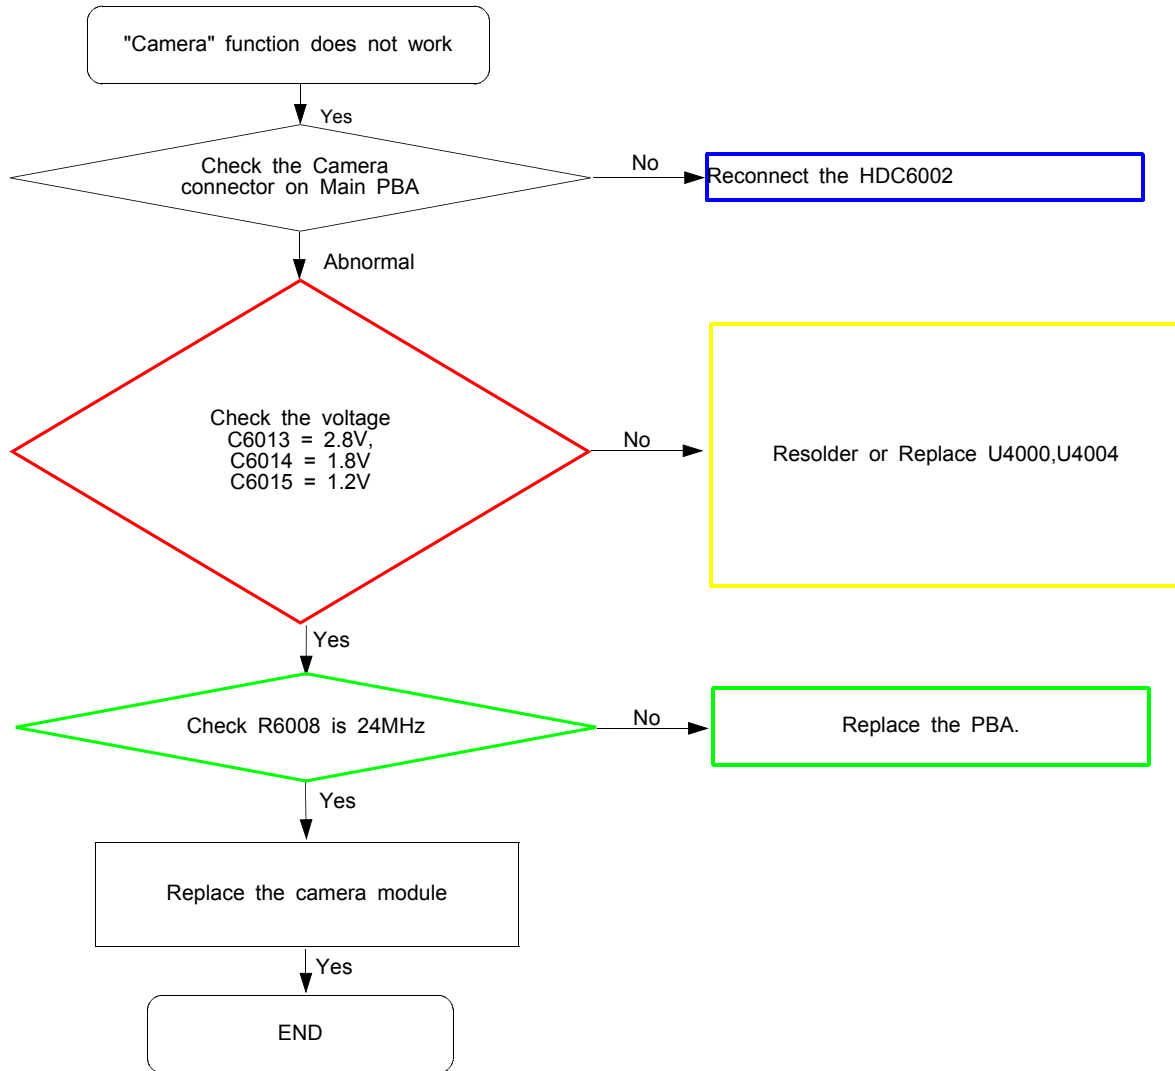 "Camera" function does not work
Yes
Check the Camera
connector on Main PBA
No
Reconnect the HDC6002
Abnormal
Check the voltage
C6013 = 2.8V,
C6014 = 1.8V
C6015 = 1.2V
No
Resolder or Replace U4000,U4004
Yes
Check R6008 is 24MHz
No
Replace the PBA.
Yes
Replace the camera module
Yes
END